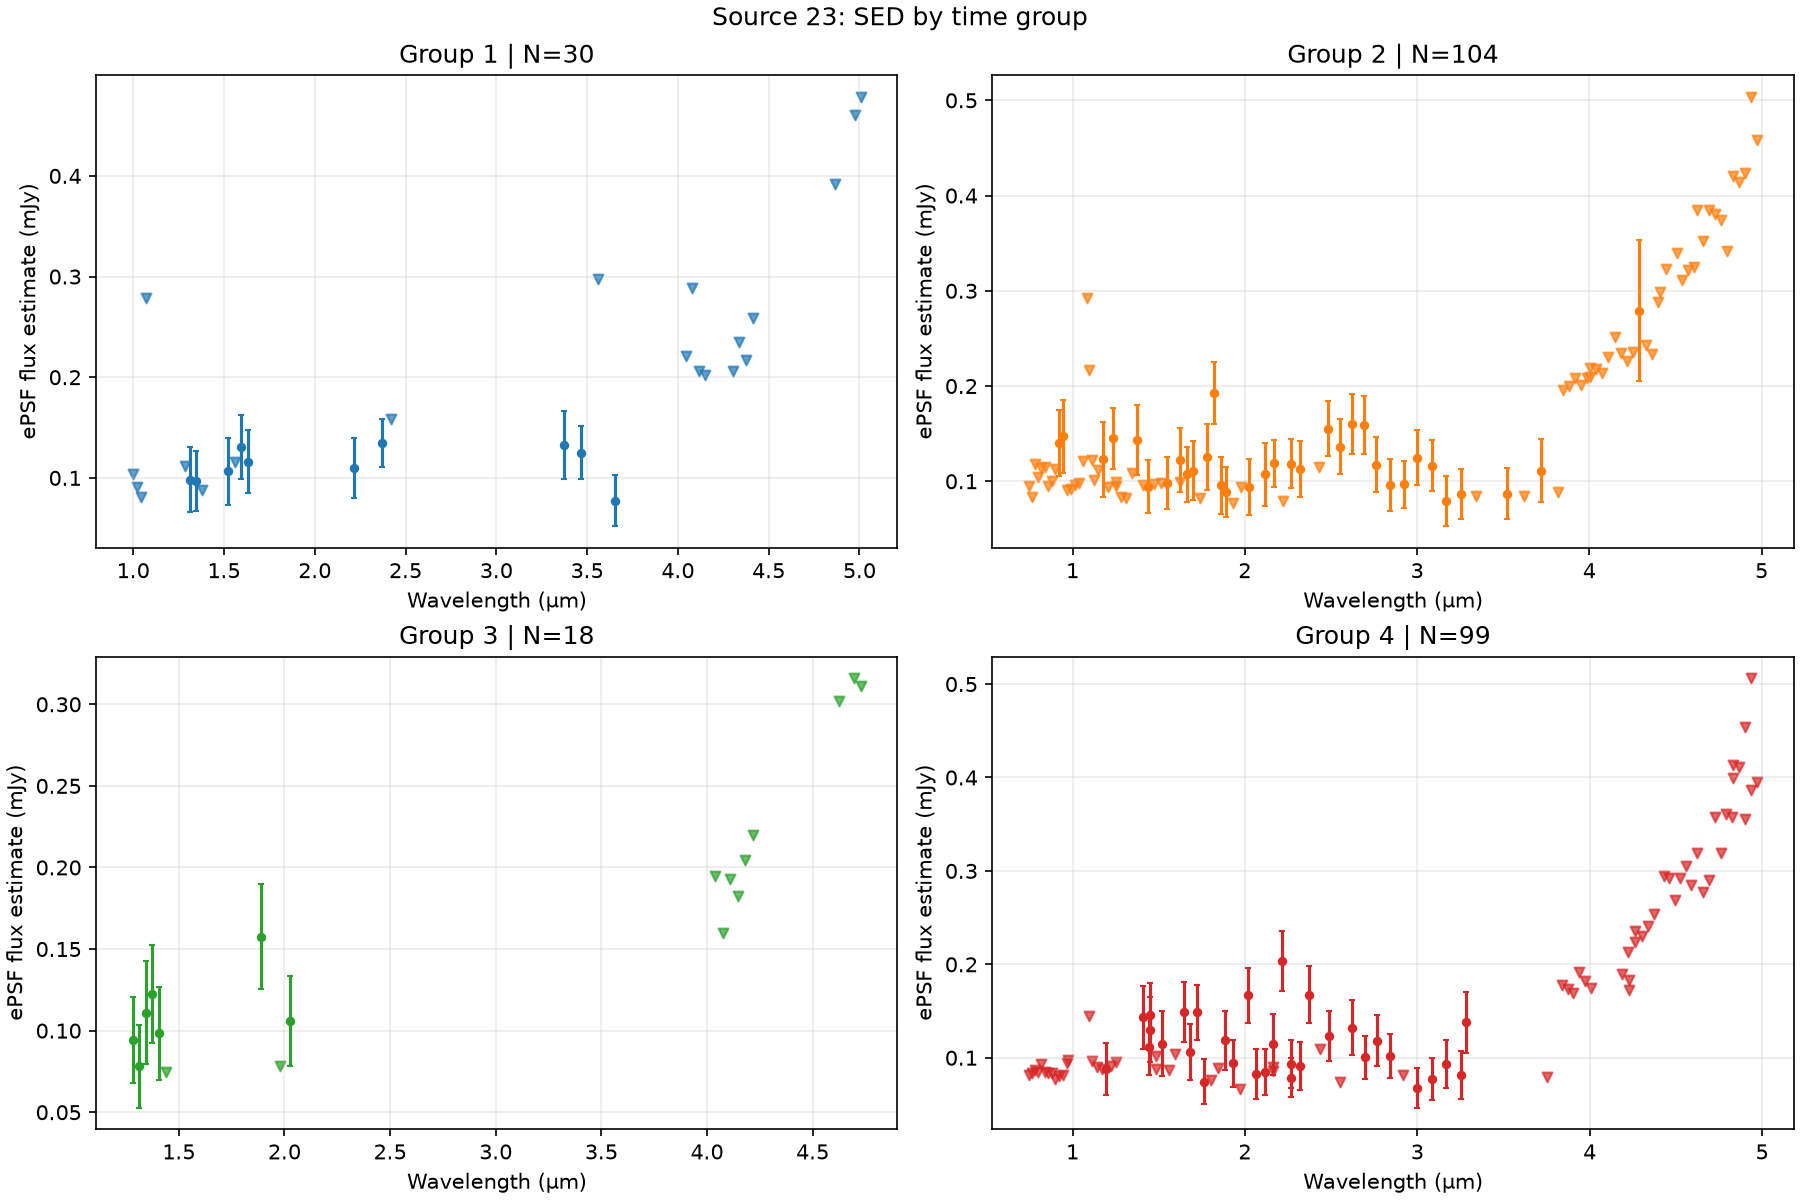 Source 23: SED by time group
Group 1 | N=30
ePSF flux estimate (mJy)
0.4
0.3
0.2
0.1
1.0 1.5 2.0 2.5 3.0 3.5 4.0 4.5 5.0
Wavelength (μm)
Group 2 | N=104
ePSF flux estimate (mJy)
0.5
0.4
0.3
0.2
0.1
1 2 3 4 5
Wavelength (μm)
Group 3 | N=18
ePSF flux estimate (mJy)
0.30
0.25
0.20
0.15
0.10
0.05
1.5 2.0 2.5 3.0 3.5 4.0 4.5
Wavelength (μm)
Group 4 | N=99
ePSF flux estimate (mJy)
0.5
0.4
0.3
0.2
0.1
1 2 3 4 5
Wavelength (μm)